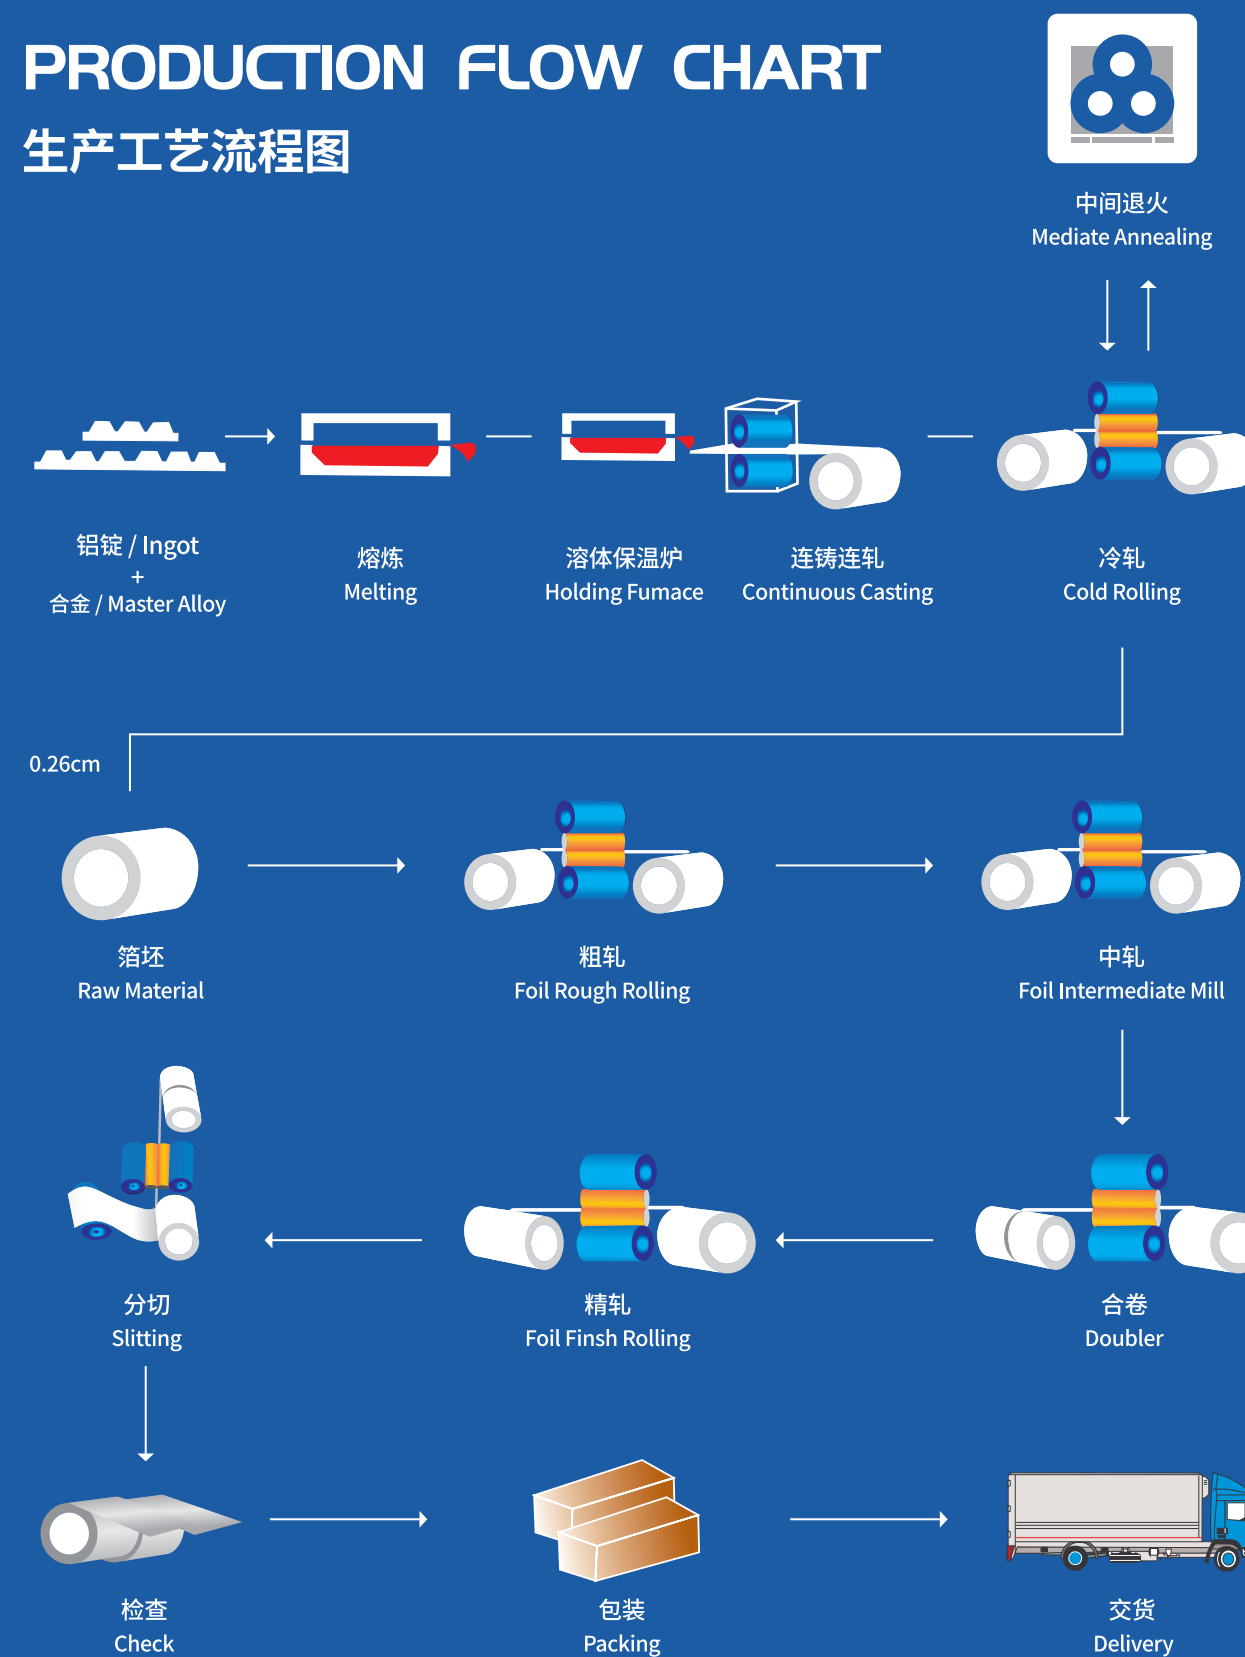 PRODUCTION FLOW CHART
生产工艺流程图
中间退火
Mediate Annealing
铝锭 / Ingot
+
合金 / Master Alloy
熔炼
Melting
溶体保温炉
Holding Fumace
连铸连轧
Continuous Casting
冷轧
Cold Rolling
0.26cm
箔坯
Raw Material
粗轧
Foil Rough Rolling
中轧
Foil Intermediate Mill
分切
Slitting
精轧
Foil Finsh Rolling
合卷
Doubler
检查
Check
包装
Packing
交货
Delivery